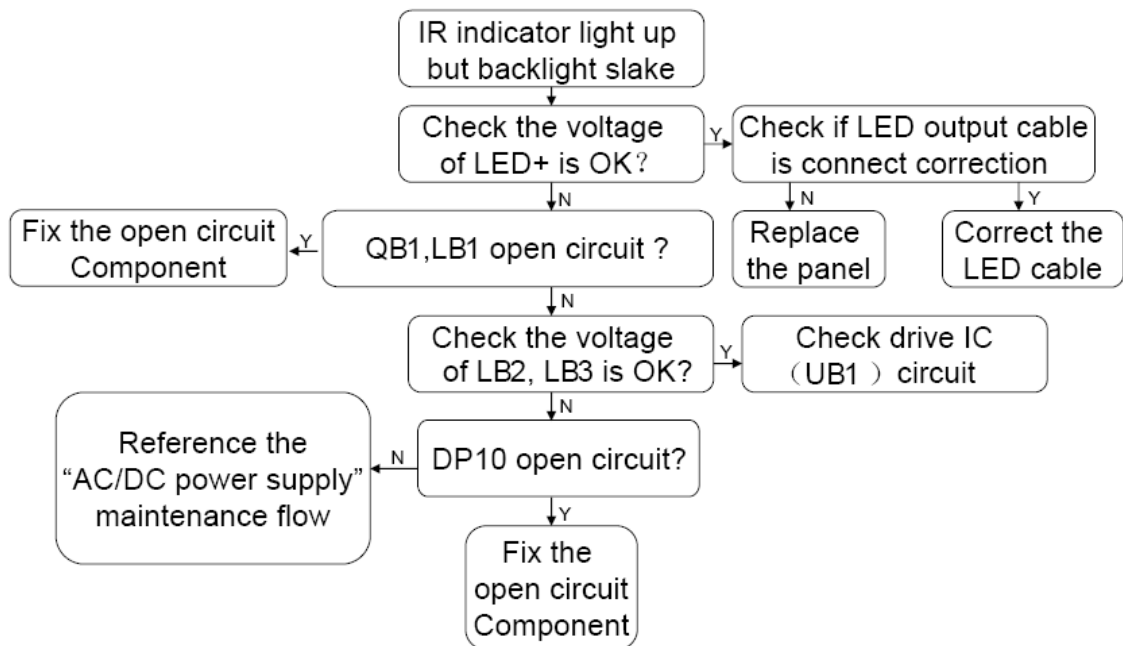 IR indicator light up
but backlight slake
Check the voltage
of LED+ is OK？
Y
Check if LED output cable
is connect correction
N
N
Y
Fix the open circuit
Component
Y
QB1,LB1 open circuit ?
Replace
the panel
Correct the
LED cable
N
Check the voltage
of LB2, LB3 is OK?
Y
Check drive IC
（UB1 ）circuit
N
Reference the
“AC/DC power supply”
maintenance flow
N
DP10 open circuit?
Y
Fix the
open circuit
Component